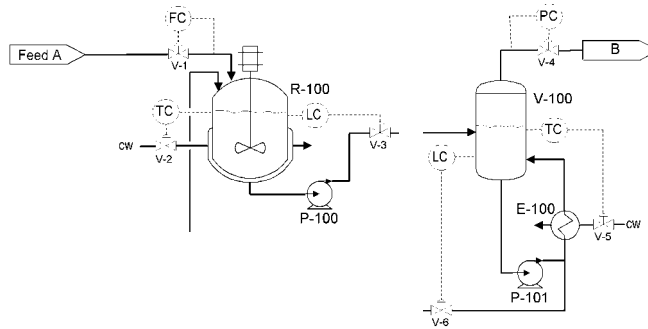 FC
PC
Feed A
B
V-1
V-4
R-100
V-100
TC
LC
TC
CW
V-2
V-3
LC
P-100
E-100
CW
V-5
P-101
V-6